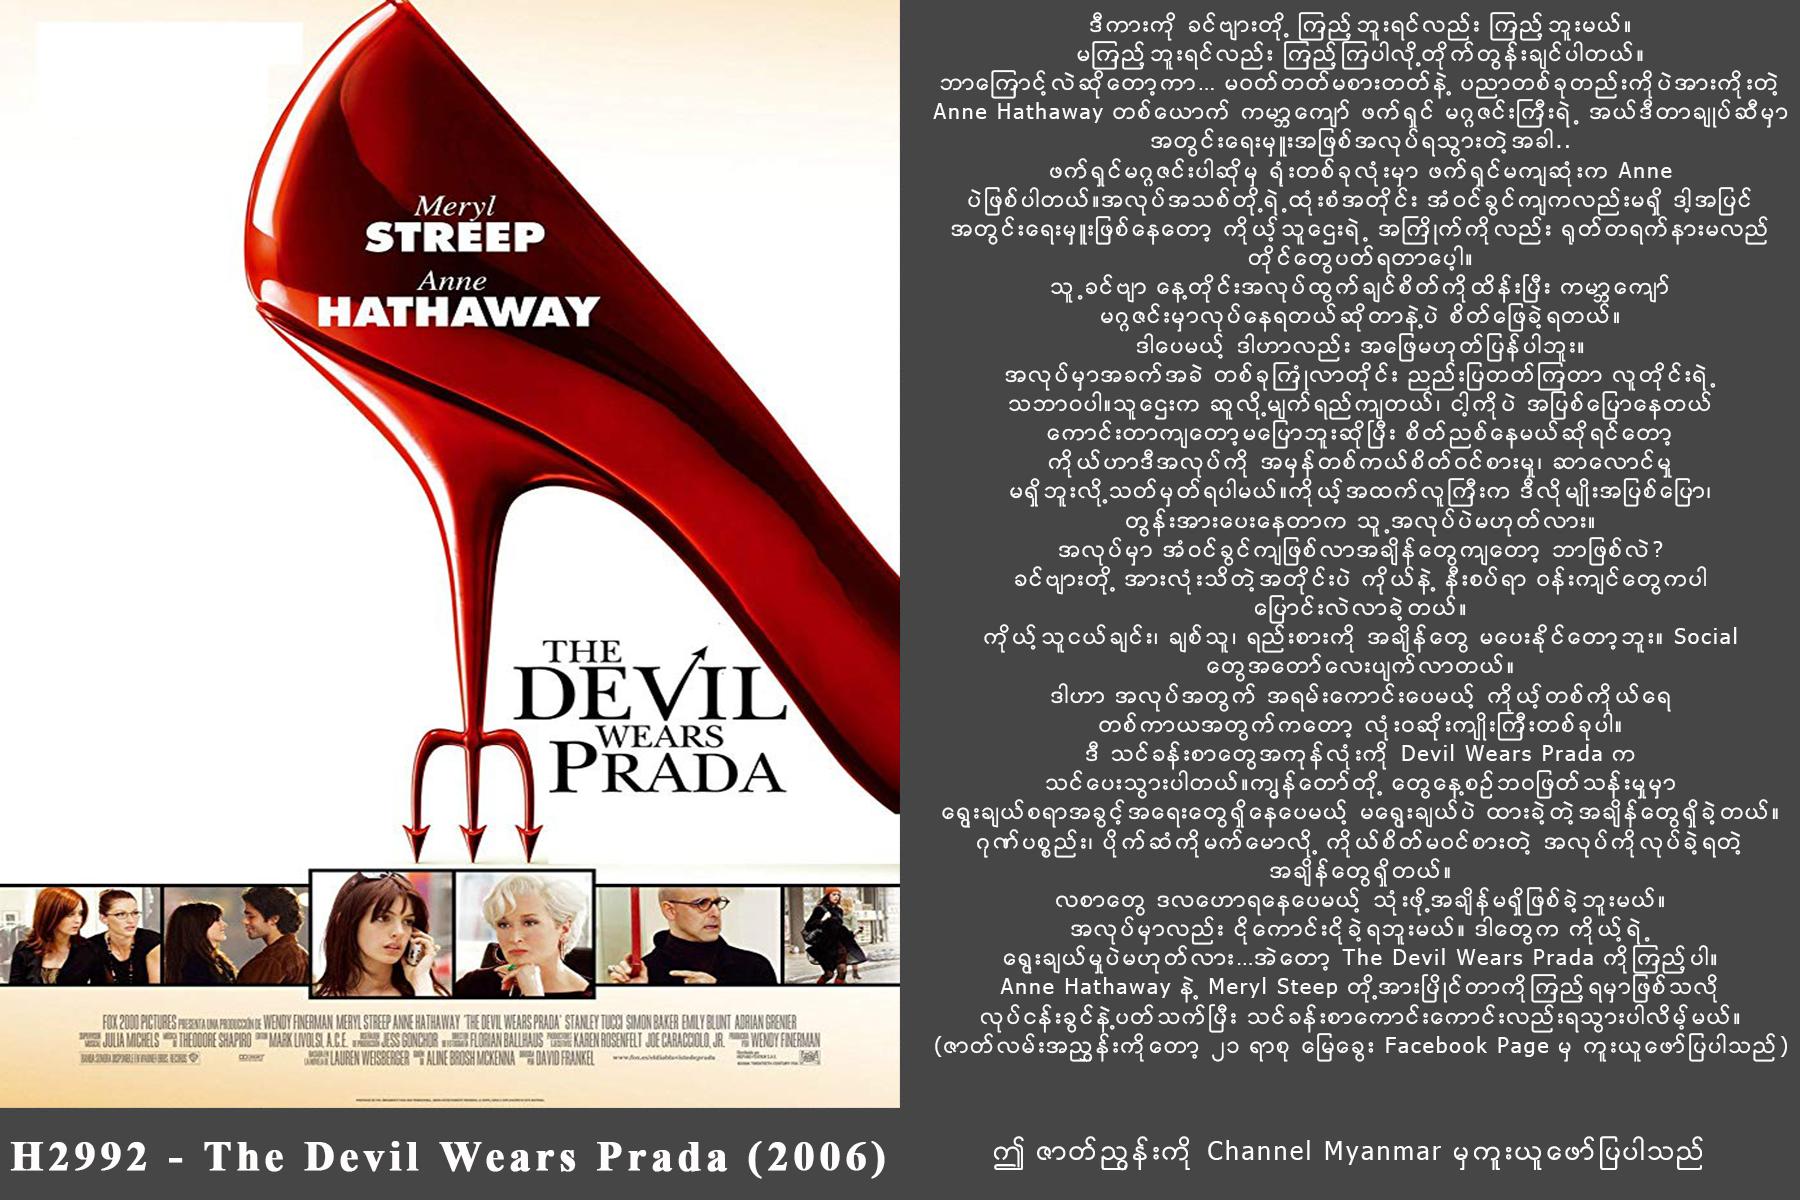 Meryl
STREEP
Anne
HATHAWAY
THE
DEVIL
WEARS
PRADA
FOX 2000 PICTURES PRESENTA UNA PRODUCCIÓN DE WENDY FINERMAN MERYL STREEP ANNE HATHAWAY "THE DEVIL WEARS PRADA" STANLEY TUCCI SIMON BAKER EMILY BLUNT ADRIAN GRENIER
JULIA MICHELS THEODORE SHAPIRO MARK LIVOLSI, A.C.E. JESS GONCHOR FLORIAN BALLHAUS KAREN ROSENFELT JOE CARACCIOLO, JR. WENDY FINERMAN
LAUREN WEISBERGER ALINE BROSH MCKENNA DAVID FRANKEL www.fox.es/eldiablovistedeprada
H2992 - The Devil Wears Prada (2006)
ဒီကားကို ခင်ဗျားတို့ ကြည့်ဘူးရင်လည်း ကြည့်ဘူးမယ်။
မကြည့်ဘူးရင်လည်း ကြည့်ကြပါလို့တိုက်တွန်းချင်ပါတယ်။
ဘာကြောင့်လဲဆိုတော့ကာ... မဝတ်တတ်မစားတတ်နဲ့ ပညာတစ်ခုတည်းကိုပဲအားကိုးတဲ့
Anne Hathaway တစ်ယောက် ကမ္ဘာကျော် ဖက်ရှင် မဂ္ဂဇင်းကြီးရဲ့ အယ်ဒီတာချုပ်ဆီမှာ
အတွင်းရေးမှူးအဖြစ်အလုပ်ရသွားတဲ့အခါ..
ဖက်ရှင်မဂ္ဂဇင်းပါဆိုမှ ရုံးတစ်ခုလုံးမှာ ဖက်ရှင်မကျဆုံးက Anne
ပဲဖြစ်ပါတယ်။အလုပ်အသစ်တို့ရဲ့ထုံးစံအတိုင်း အံဝင်ခွင်ကျကလည်းမရှိ ဒါ့အပြင်
အတွင်းရေးမှူးဖြစ်နေတော့ ကိုယ့်သူဌေးရဲ့ အကြိုက်ကိုလည်း ရုတ်တရက်နားမလည်
တိုင်တွေပတ်ရတာပေ့ါ။
သူ့ခင်ဗျာ နေ့တိုင်းအလုပ်ထွက်ချင်စိတ်ကိုထိန်းပြီး ကမ္ဘာကျော်
မဂ္ဂဇင်းမှာလုပ်နေရတယ်ဆိုတာနဲ့ပဲ စိတ်ဖြေခဲ့ရတယ်။
ဒါပေမယ့် ဒါဟာလည်း အဖြေမဟုတ်ပြန်ပါဘူး။
အလုပ်မှာအခက်အခဲ တစ်ခုကြုံလာတိုင်း ညည်းပြတတ်ကြတာ လူတိုင်းရဲ့
သဘာဝပါ။သူဌေးက ဆူလို့မျက်ရည်ကျတယ်၊ ငါ့ကိုပဲ အပြစ်ပြောနေတယ်
ကောင်းတာကျတော့မပြောဘူးဆိုပြီး စိတ်ညစ်နေမယ်ဆိုရင်တော့
ကိုယ်ဟာဒီအလုပ်ကို အမှန်တစ်ကယ်စိတ်ဝင်စားမှု၊ ဆာလောင်မှု
မရှိဘူးလို့သတ်မှတ်ရပါမယ်။ကိုယ့်အထက်လူကြီးက ဒီလိုမျိုးအပြစ်ပြော၊
တွန်းအားပေးနေတာက သူ့အလုပ်ပဲမဟုတ်လား။
အလုပ်မှာ အံဝင်ခွင်ကျဖြစ်လာအချိန်တွေကျတော့ ဘာဖြစ်လဲ?
ခင်ဗျားတို့ အားလုံးသိတဲ့အတိုင်းပဲ ကိုယ်နဲ့ နီးစပ်ရာ ဝန်းကျင်တွေကပါ
ပြောင်းလဲလာခဲ့တယ်။
ကိုယ့်သူငယ်ချင်း၊ ချစ်သူ၊ ရည်းစားကို အချိန်တွေ မပေးနိုင်တော့ဘူး။ Social
တွေအတော်လေးပျက်လာတယ်။
ဒါဟာ အလုပ်အတွက် အရမ်းကောင်းပေမယ့် ကိုယ့်တစ်ကိုယ်ရေ
တစ်ကာယအတွက်ကတော့ လုံးဝဆိုးကျိုးကြီးတစ်ခုပါ။
ဒီ သင်ခန်းစာတွေအကုန်လုံးကို Devil Wears Prada က
သင်ပေးသွားပါတယ်။ကျွန်တော်တို့ တွေ့နေ့စဉ်ဘဝဖြတ်သန်းမှုမှာ
ရွေးချယ်စရာအခွင့်အရေးတွေရှိနေပေမယ့် မရွေးချယ်ပဲ ထားခဲ့တဲ့အချိန်တွေရှိခဲ့တယ်။
ဂုဏ်ပစ္စည်း၊ ပိုက်ဆံကိုမက်မောလို့ ကိုယ်စိတ်မဝင်စားတဲ့ အလုပ်ကိုလုပ်ခဲ့ရတဲ့
အချိန်တွေရှိတယ်။
လစာတွေ ဒလဟောရနေပေမယ့် သုံးဖို့အချိန်မရှိဖြစ်ခဲ့ဘူးမယ်။
အလုပ်မှာလည်း ငိုကောင်းငိုခဲ့ရဘူးမယ်။ ဒါတွေက ကိုယ့်ရဲ့
ရွေးချယ်မှုပဲမဟုတ်လား...အဲတော့ The Devil Wears Prada ကိုကြည့်ပါ။
Anne Hathaway နဲ့ Meryl Steep တို့အားပြိုင်တာကိုကြည့်ရမှာဖြစ်သလို
လုပ်ငန်းခွင်နဲ့ပတ်သက်ပြီး သင်ခန်းစာကောင်းကောင်းလည်းရသွားပါလိမ့်မယ်။
(ဇာတ်လမ်းအညွှန်းကိုတော့ ၂၁ ရာစု မြေခွေး Facebook Page မှ ကူးယူဖော်ပြပါသည်)
ဤ ဇာတ်ညွှန်းကို Channel Myanmar မှကူးယူဖော်ပြပါသည်